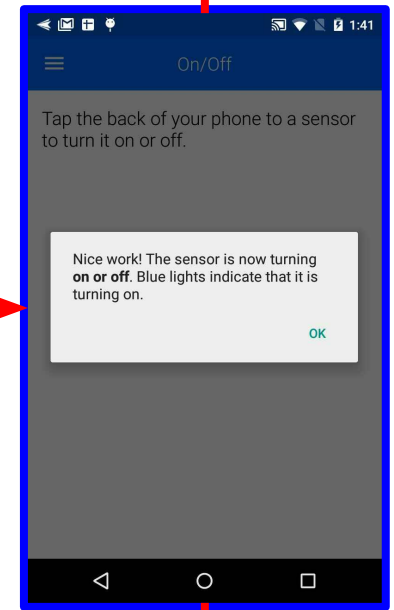 1:41
On/Off
Tap the back of your phone to a sensor
to turn it on or off.
Nice work! The sensor is now turning
on or off. Blue lights indicate that it is
turning on.
OK